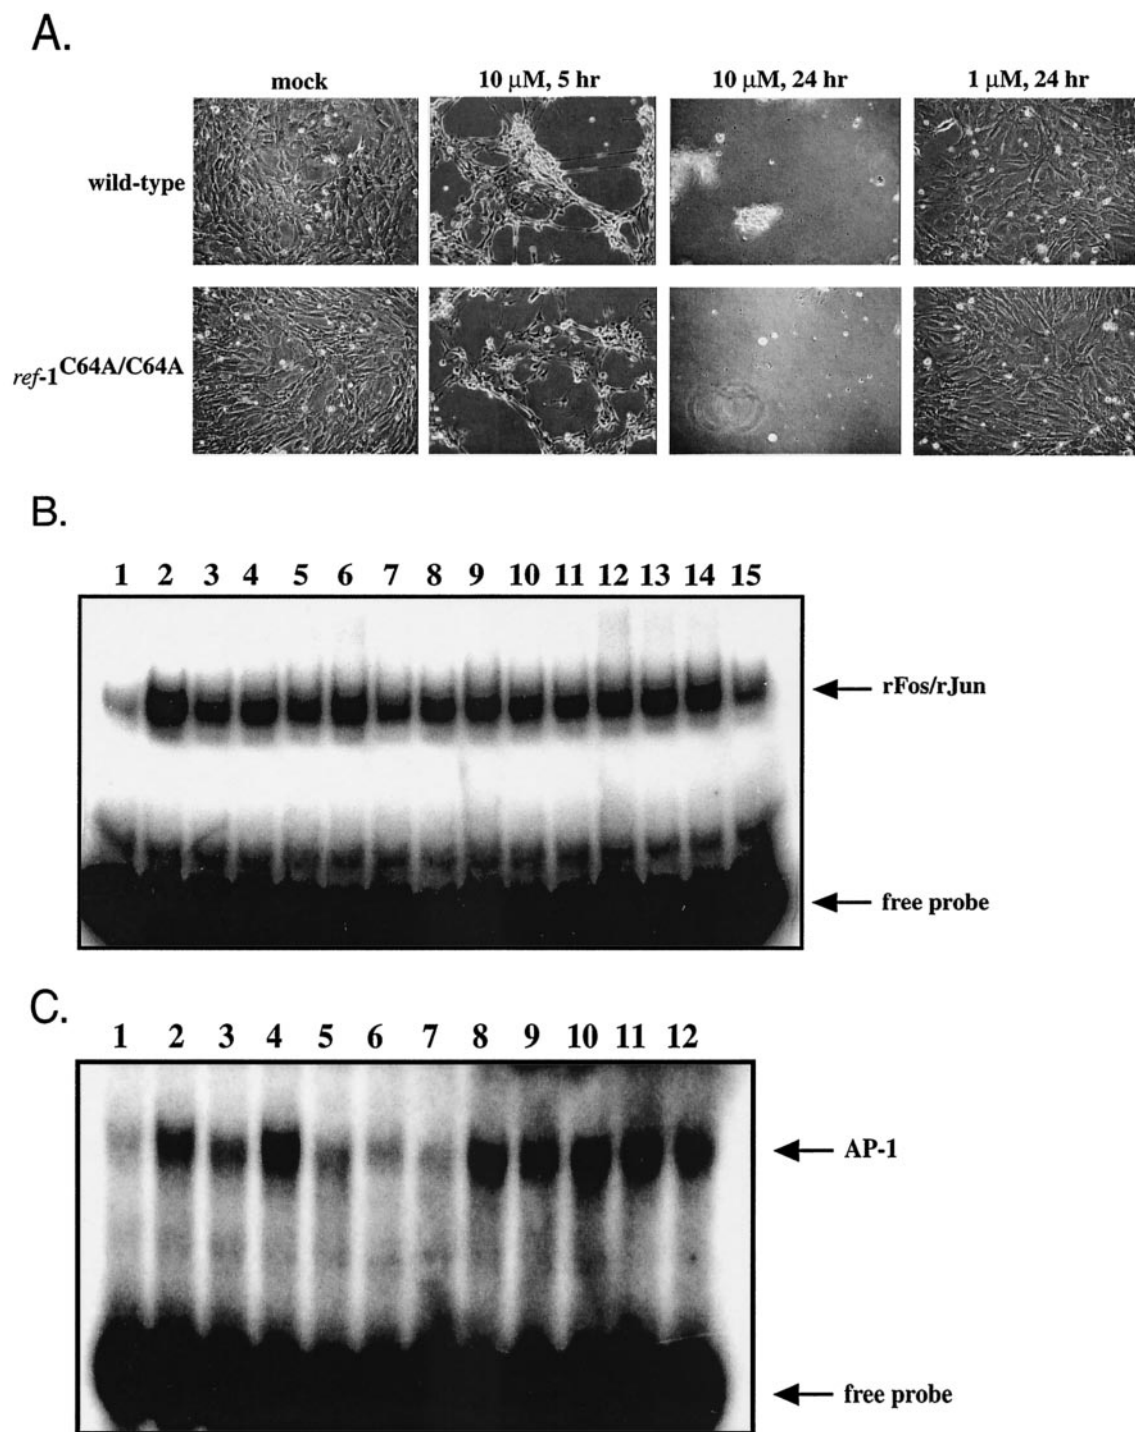 A.
mock 10 μM, 5 hr 10 μM, 24 hr 1 μM, 24 hr
wild-type
ref-1C64A/C64A
B.
1 2 3 4 5 6 7 8 9 10 11 12 13 14 15
rFos/rJun
free probe
C.
1 2 3 4 5 6 7 8 9 10 11 12
AP-1
free probe